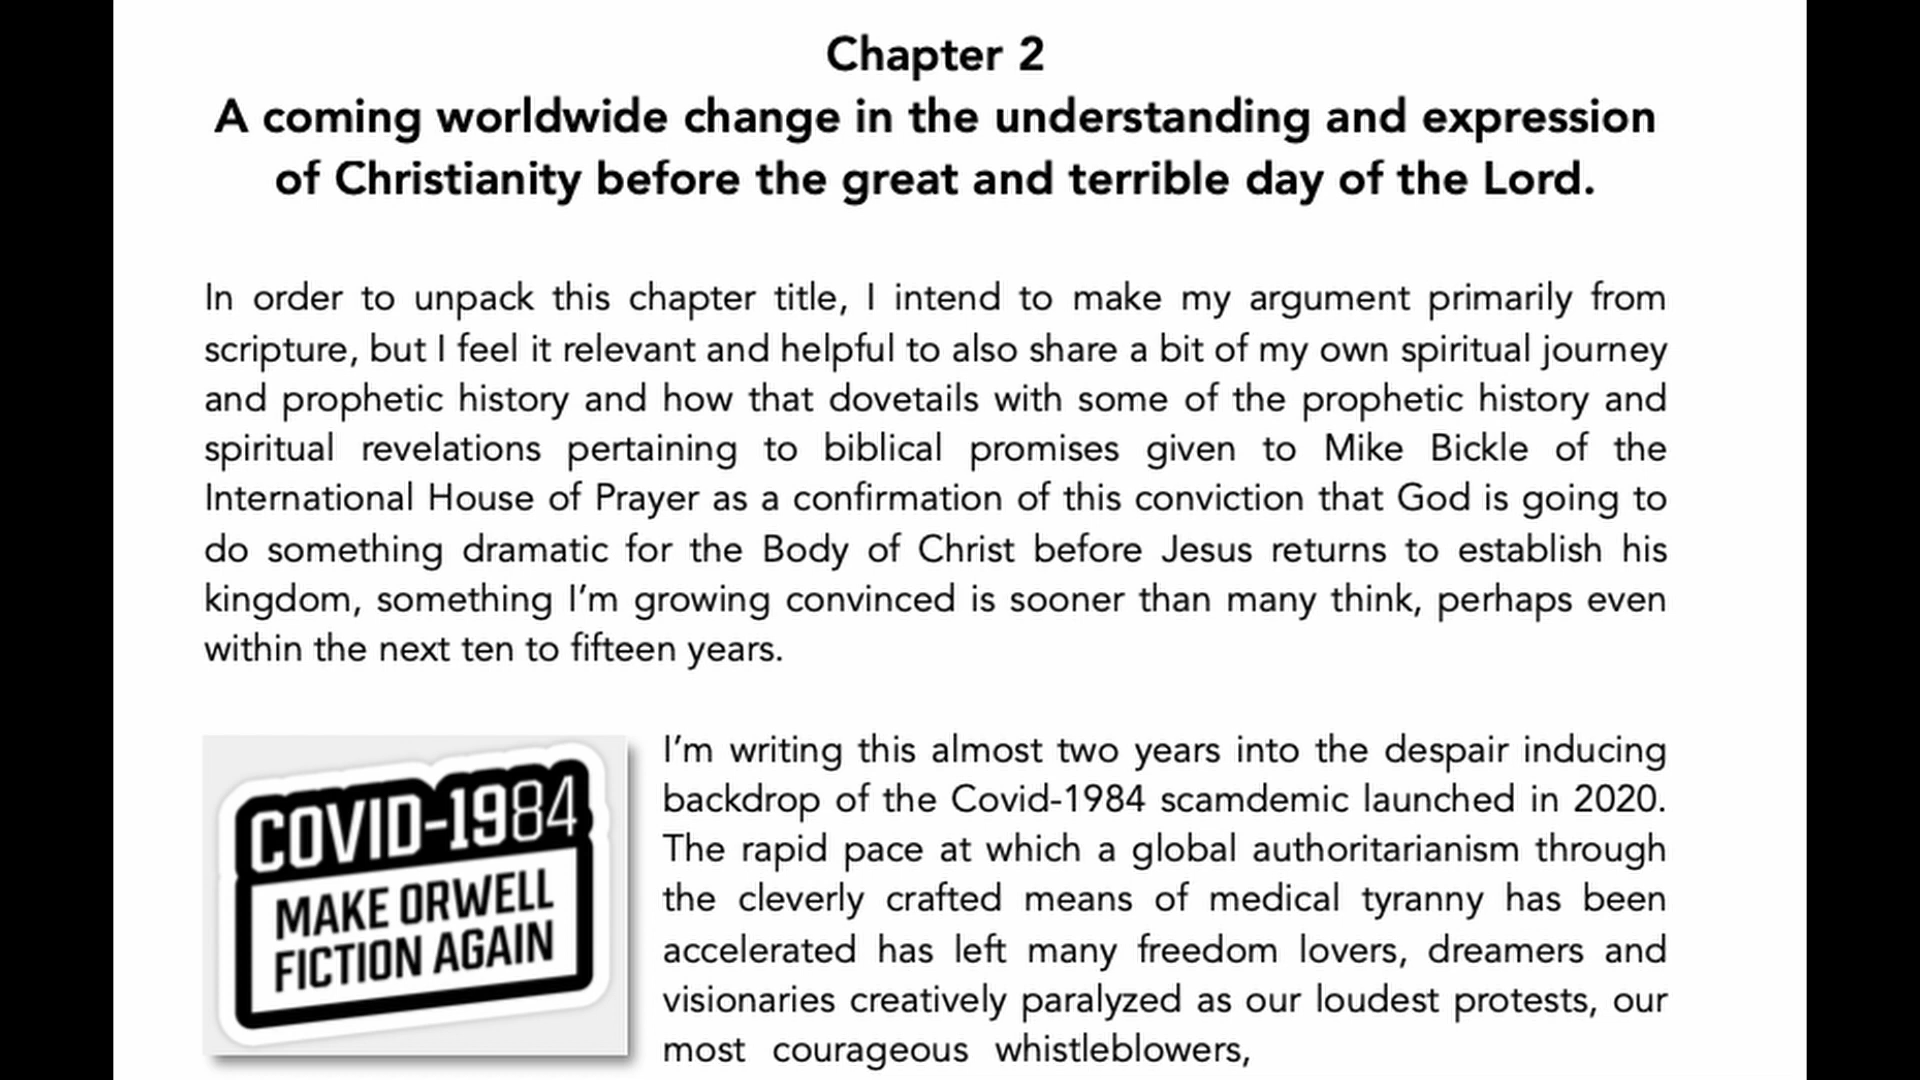 Chapter 2
A coming worldwide change in the understanding and expression
of Christianity before the great and terrible day of the Lord.
In order to unpack this chapter title, I intend to make my argument primarily from
scripture, but I feel it relevant and helpful to also share a bit of my own spiritual journey
and prophetic history and how that dovetails with some of the prophetic history and
spiritual revelations pertaining to biblical promises given to Mike Bickle of the
International House of Prayer as a confirmation of this conviction that God is going to
do something dramatic for the Body of Christ before Jesus returns to establish his
kingdom, something I’m growing convinced is sooner than many think, perhaps even
within the next ten to fifteen years.
COVID-1984
MAKE ORWELL
FICTION AGAIN
I’m writing this almost two years into the despair inducing
backdrop of the Covid-1984 scamdemic launched in 2020.
The rapid pace at which a global authoritarianism through
the cleverly crafted means of medical tyranny has been
accelerated has left many freedom lovers, dreamers and
visionaries creatively paralyzed as our loudest protests, our
most courageous whistleblowers,